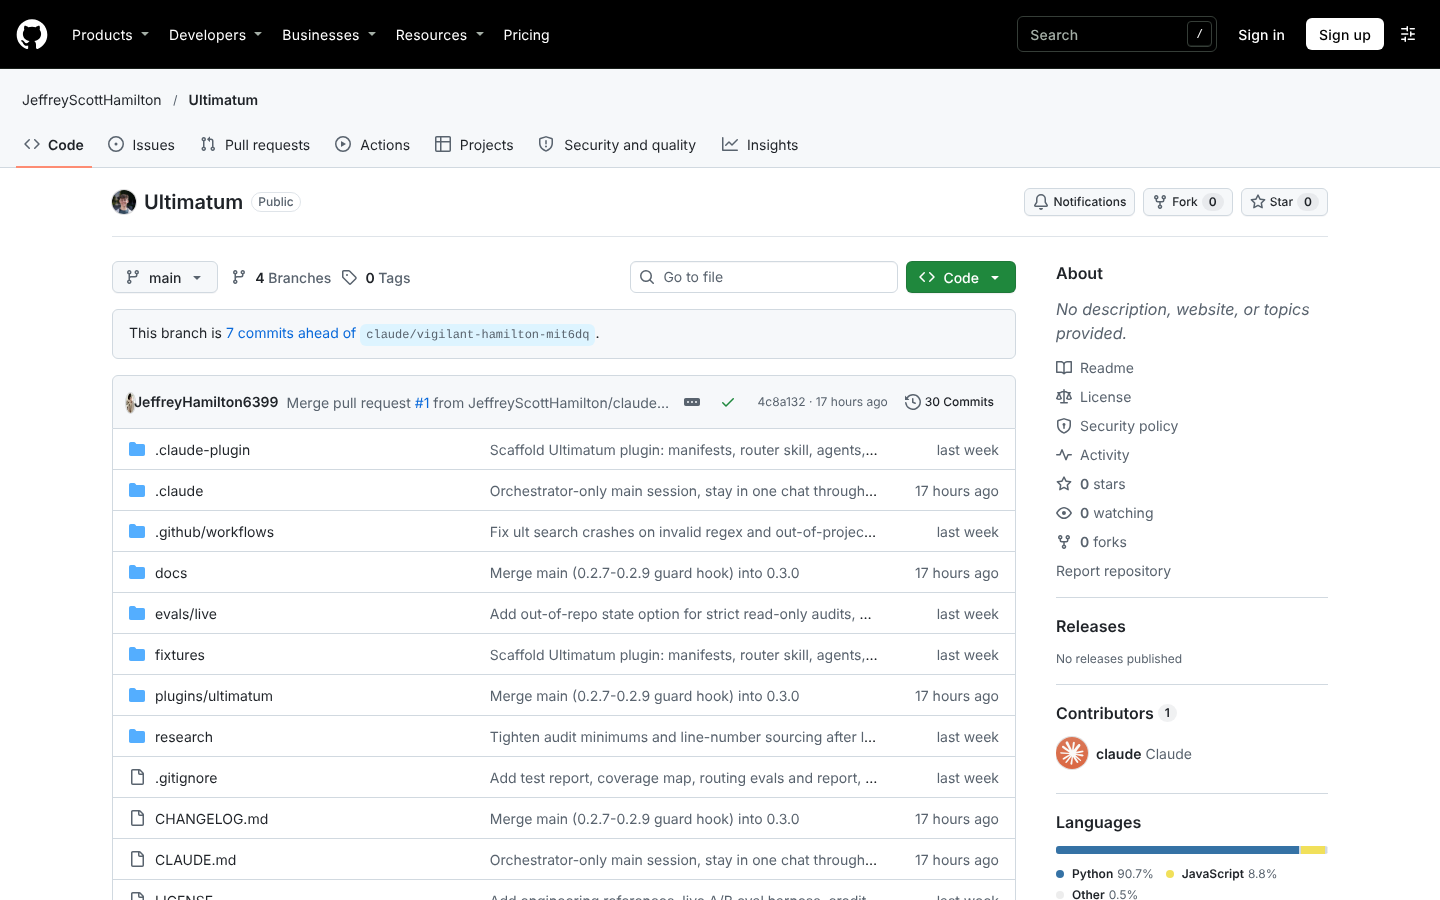 Products Developers Businesses Resources Pricing Search / Sign in Sign up
JeffreyScottHamilton / Ultimatum
Code Issues Pull requests Actions Projects Security and quality Insights
Ultimatum Public Notifications Fork 0 Star 0
main 4 Branches 0 Tags Go to file Code
This branch is 7 commits ahead of claude/vigilant-hamilton-mit6dq.
JeffreyHamilton6399 Merge pull request #1 from JeffreyScottHamilton/claude... 4c8a132 · 17 hours ago 30 Commits
.claude-plugin Scaffold Ultimatum plugin: manifests, router skill, agents,... last week
.claude Orchestrator-only main session, stay in one chat through... 17 hours ago
.github/workflows Fix ult search crashes on invalid regex and out-of-projec... last week
docs Merge main (0.2.7-0.2.9 guard hook) into 0.3.0 17 hours ago
evals/live Add out-of-repo state option for strict read-only audits, ... last week
fixtures Scaffold Ultimatum plugin: manifests, router skill, agents,... last week
plugins/ultimatum Merge main (0.2.7-0.2.9 guard hook) into 0.3.0 17 hours ago
research Tighten audit minimums and line-number sourcing after l... last week
.gitignore Add test report, coverage map, routing evals and report, ... last week
CHANGELOG.md Merge main (0.2.7-0.2.9 guard hook) into 0.3.0 17 hours ago
CLAUDE.md Orchestrator-only main session, stay in one chat through... 17 hours ago
LICENSE Add engineering references, live A/B eval harness, credit... last week
About
No description, website, or topics
provided.
Readme
License
Security policy
Activity
0 stars
0 watching
0 forks
Report repository
Releases
No releases published
Contributors 1
claude Claude
Languages
Python 90.7% JavaScript 8.8%
Other 0.5%